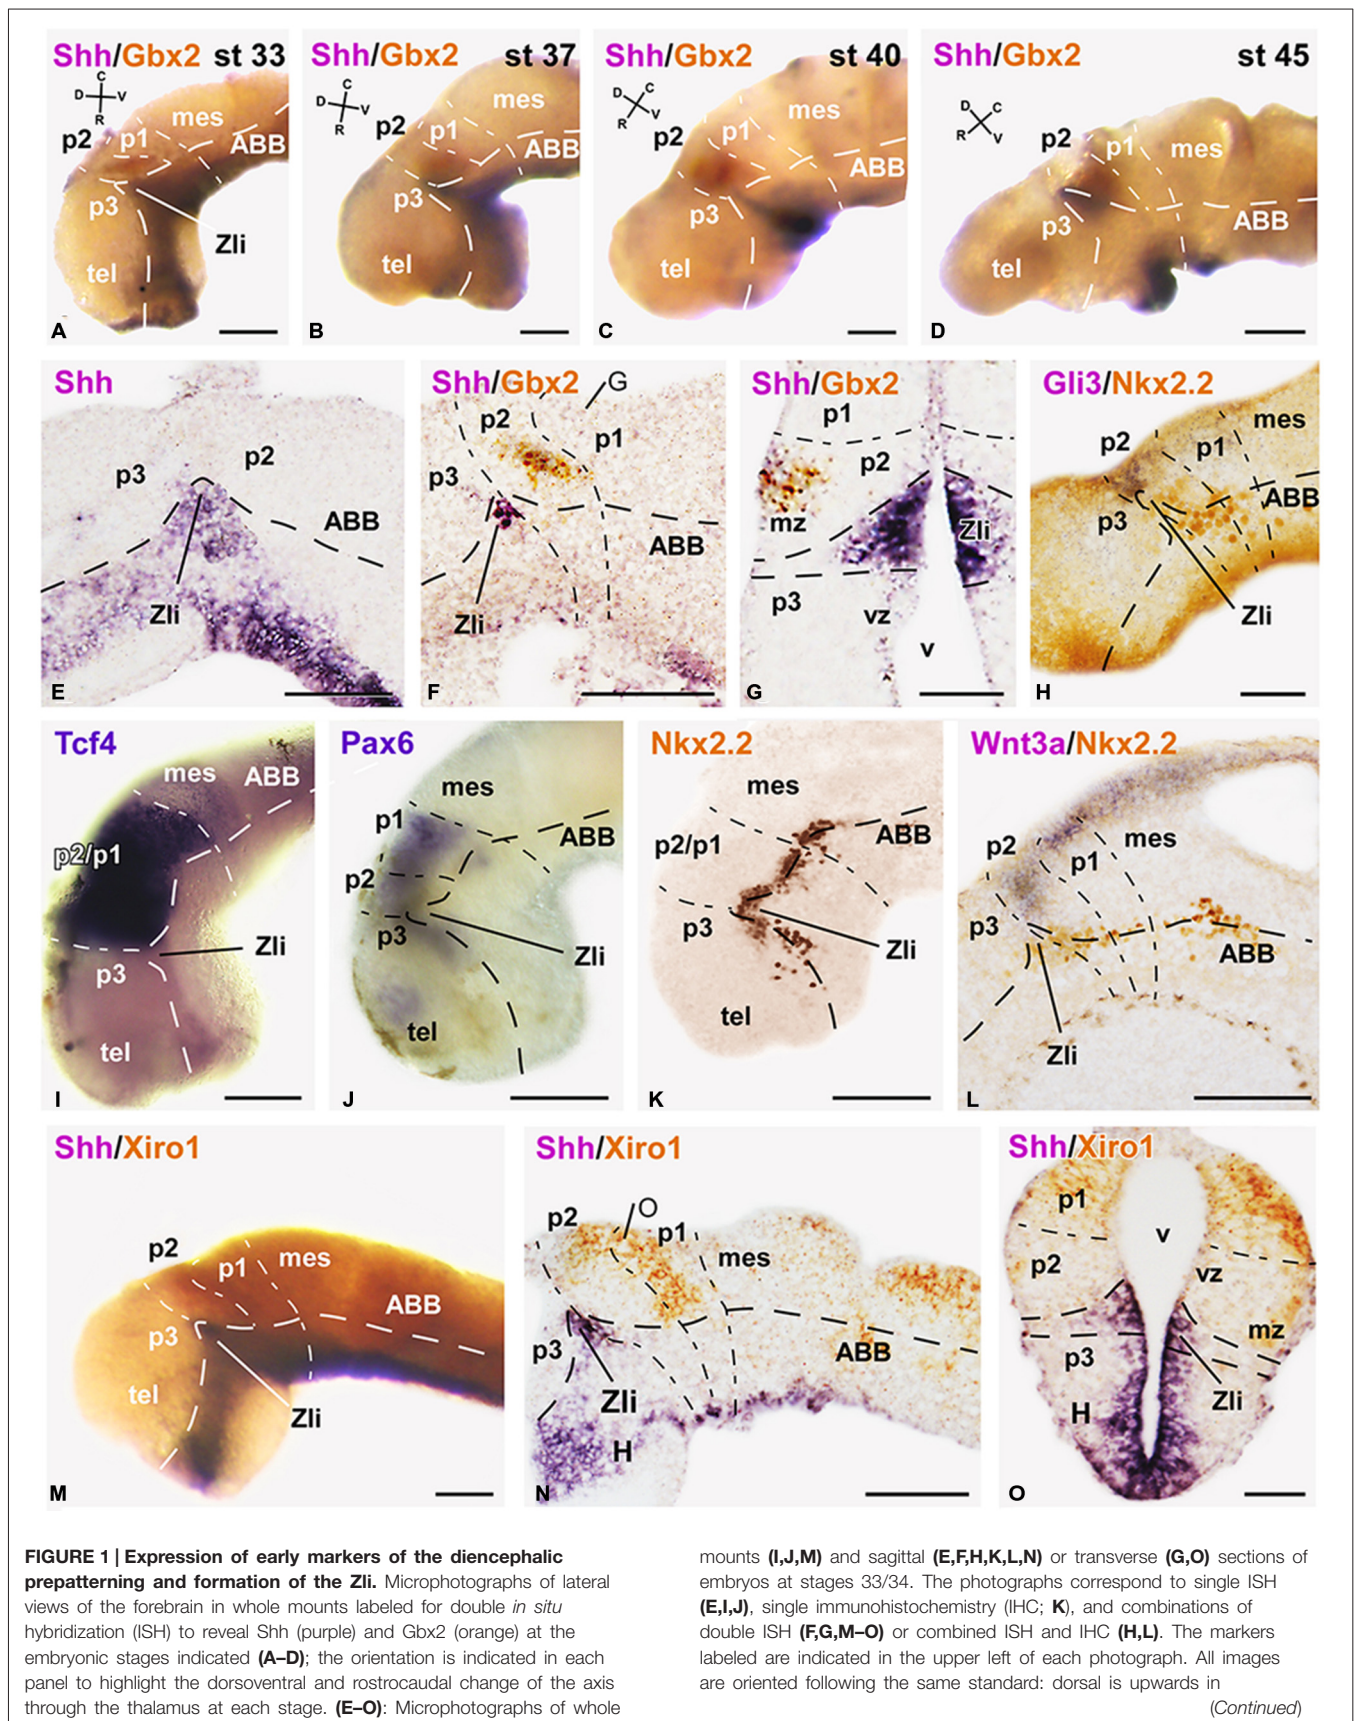 Shh/Gbx2 st 33
C
D V
R
p2
p1
mes
ABB
p3
Zli
tel
A
Shh/Gbx2 st 37
C
D V
R
p2
p1
mes
ABB
p3
tel
B
Shh/Gbx2 st 40
D C
R V
p2
p1
mes
ABB
p3
tel
C
Shh/Gbx2 st 45
D C
R V
p2
p1
mes
ABB
p3
tel
D
Shh
p3
p2
ABB
Zli
E
Shh/Gbx2
G
p2
p1
p3
ABB
Zli
F
Shh/Gbx2
p1
p2
mz
Zli
p3
vz
v
G
Gli3/Nkx2.2
mes
p2
p1
ABB
p3
Zli
H
Tcf4
mes
ABB
p2/p1
Zli
p3
tel
I
Pax6
mes
p1
ABB
p2
p3
Zli
tel
J
Nkx2.2
mes
ABB
p2/p1
p3
Zli
tel
K
Wnt3a/Nkx2.2
mes
p2
p1
p3
ABB
Zli
L
Shh/Xiro1
p2
p1
mes
ABB
p3
tel
Zli
M
Shh/Xiro1
O
p2
p1
mes
p3
ABB
Zli
H
N
Shh/Xiro1
p1
v
p2
vz
mz
p3
Zli
H
O
FIGURE 1 | Expression of early markers of the diencephalic
prepatterning and formation of the Zli. Microphotographs of lateral
views of the forebrain in whole mounts labeled for double in situ
hybridization (ISH) to reveal Shh (purple) and Gbx2 (orange) at the
embryonic stages indicated (A–D); the orientation is indicated in each
panel to highlight the dorsoventral and rostrocaudal change of the axis
through the thalamus at each stage. (E–O): Microphotographs of whole
mounts (I,J,M) and sagittal (E,F,H,K,L,N) or transverse (G,O) sections of
embryos at stages 33/34. The photographs correspond to single ISH
(E,I,J), single immunohistochemistry (IHC; K), and combinations of
double ISH (F,G,M–O) or combined ISH and IHC (H,L). The markers
labeled are indicated in the upper left of each photograph. All images
are oriented following the same standard: dorsal is upwards in
(Continued)